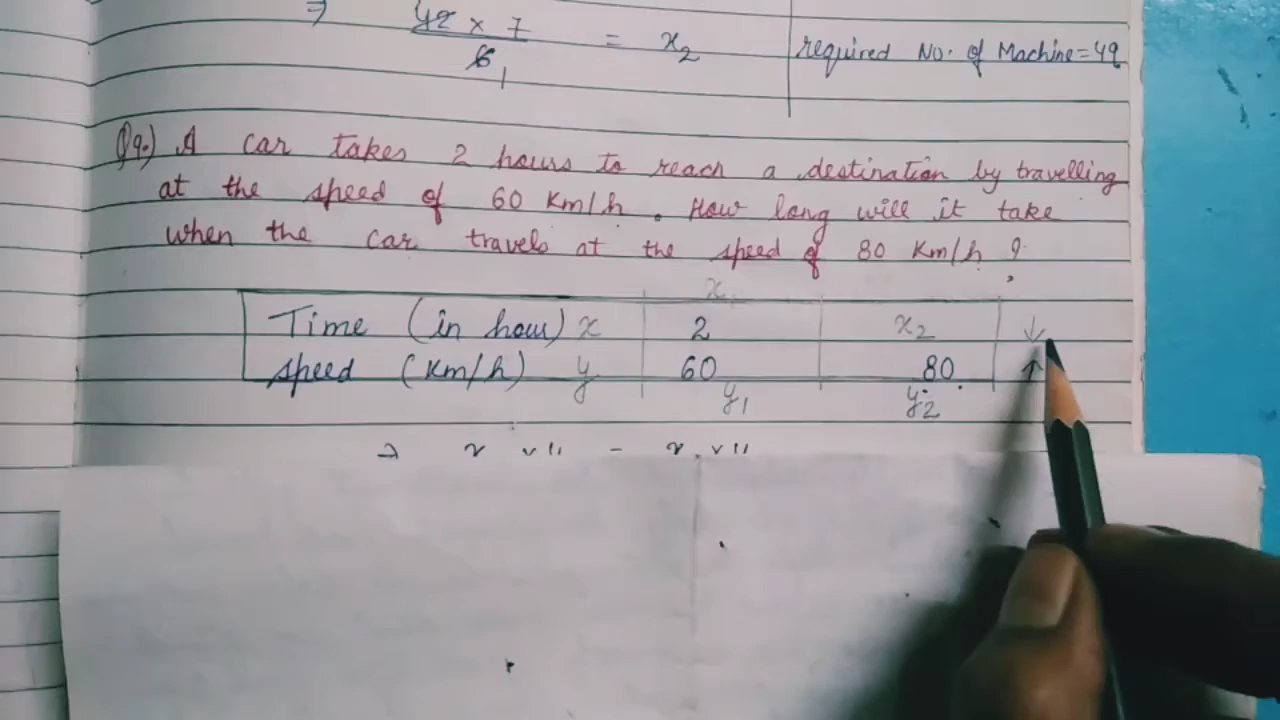 ⇒ 42 × 7 / 6 1 = x2
required No. of Machine = 49
Q9.) A car takes 2 hours to reach a destination by travelling
at the speed of 60 Km/h. How long will it take
when the car travels at the speed of 80 Km/h ?
x
Time (in hour) x 2 x2 ↓
speed (Km/h) y 60 80 ↑
y1 y2